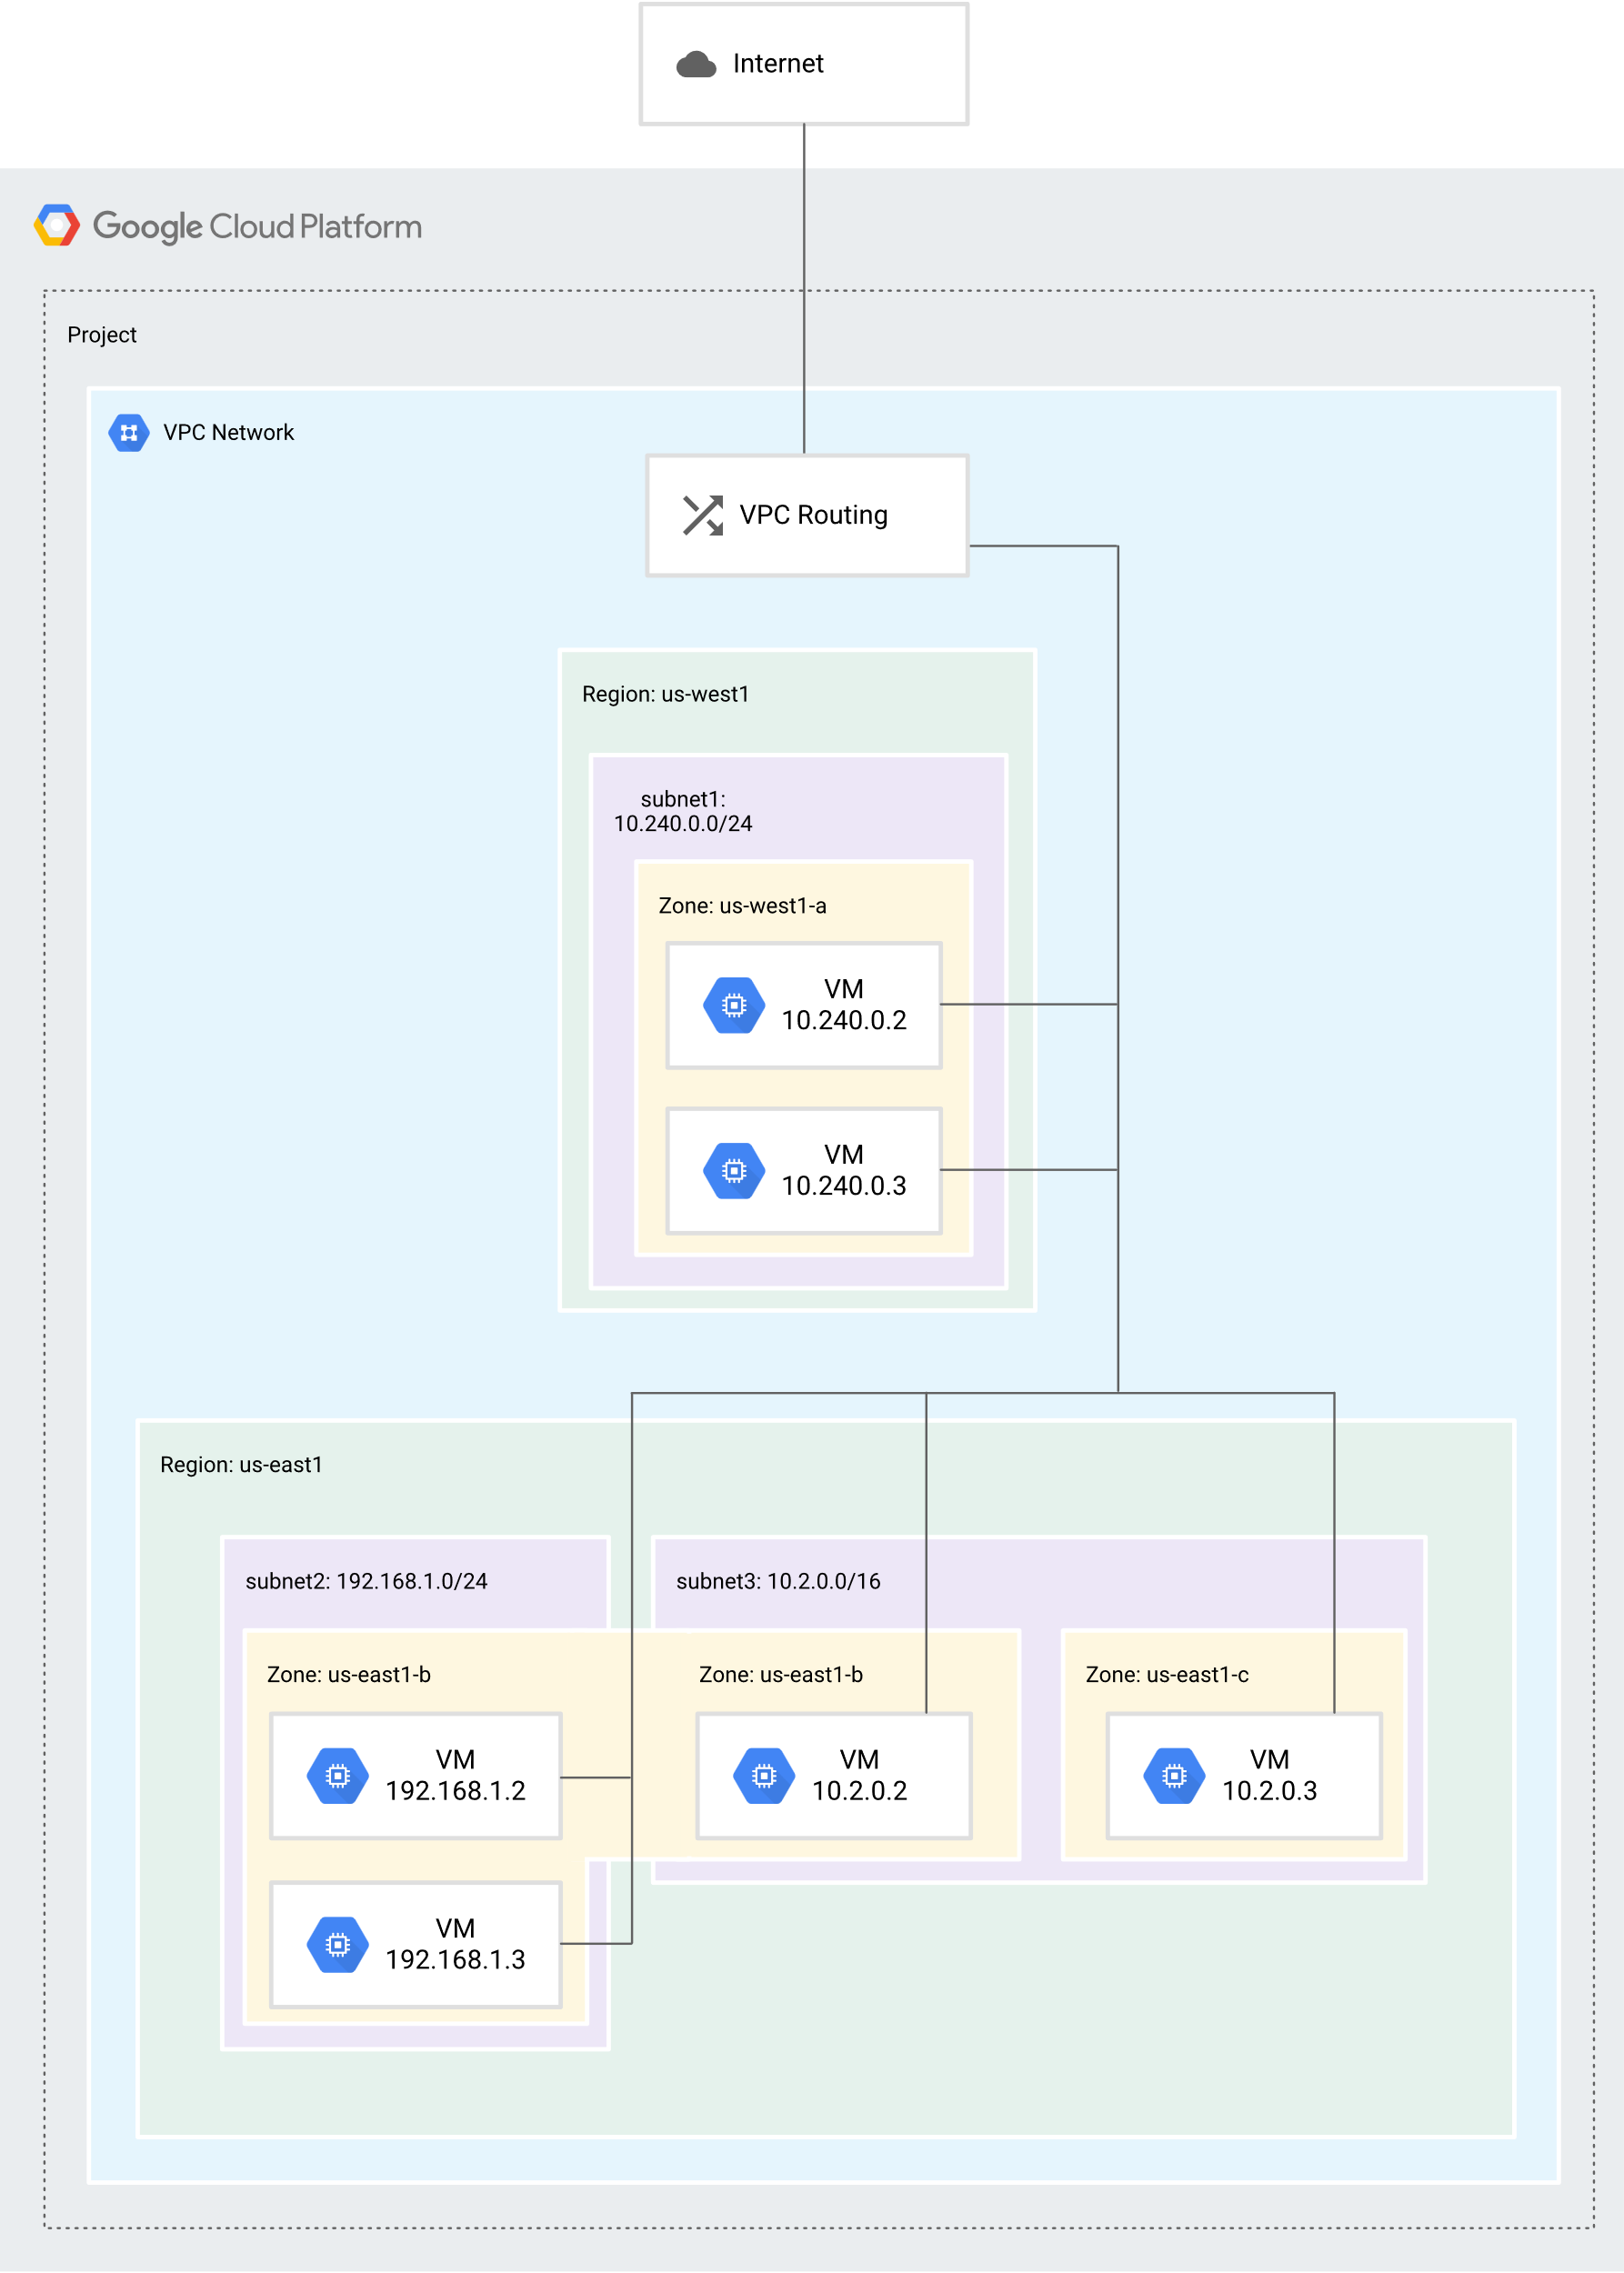 Internet
Google Cloud Platform
Project
VPC Network
VPC Routing
Region: us-west1
subnet1:
10.240.0.0/24
Zone: us-west1-a
VM
10.240.0.2
VM
10.240.0.3
Region: us-east1
subnet2: 192.168.1.0/24
subnet3: 10.2.0.0/16
Zone: us-east1-b
Zone: us-east1-b
Zone: us-east1-c
VM
192.168.1.2
VM
10.2.0.2
VM
10.2.0.3
VM
192.168.1.3